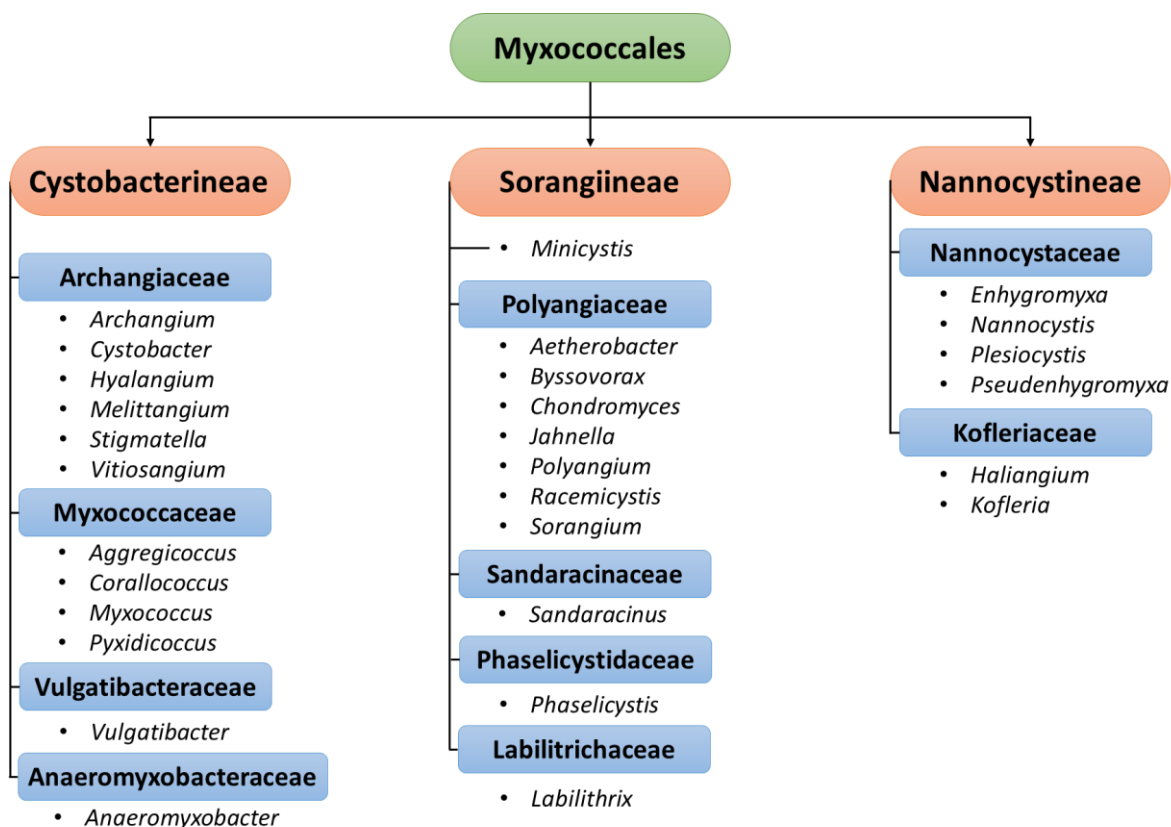 Myxococcales
Cystobacterineae
Archangiaceae
• Archangium
• Cystobacter
• Hyalangium
• Melittangium
• Stigmatella
• Vitiosangium
Myxococcaceae
• Aggregicoccus
• Corallococcus
• Myxococcus
• Pyxidicoccus
Vulgatibacteraceae
• Vulgatibacter
Anaeromyxobacteraceae
• Anaeromyxobacter
Sorangiineae
• Minicystis
Polyangiaceae
• Aetherobacter
• Byssovorax
• Chondromyces
• Jahnella
• Polyangium
• Racemicystis
• Sorangium
Sandaracinaceae
• Sandaracinus
Phaselicystidaceae
• Phaselicystis
Labilitrichaceae
• Labilithrix
Nannocystineae
Nannocystaceae
• Enhygromyxa
• Nannocystis
• Plesiocystis
• Pseudenhygromyxa
Kofleriaceae
• Haliangium
• Kofleria